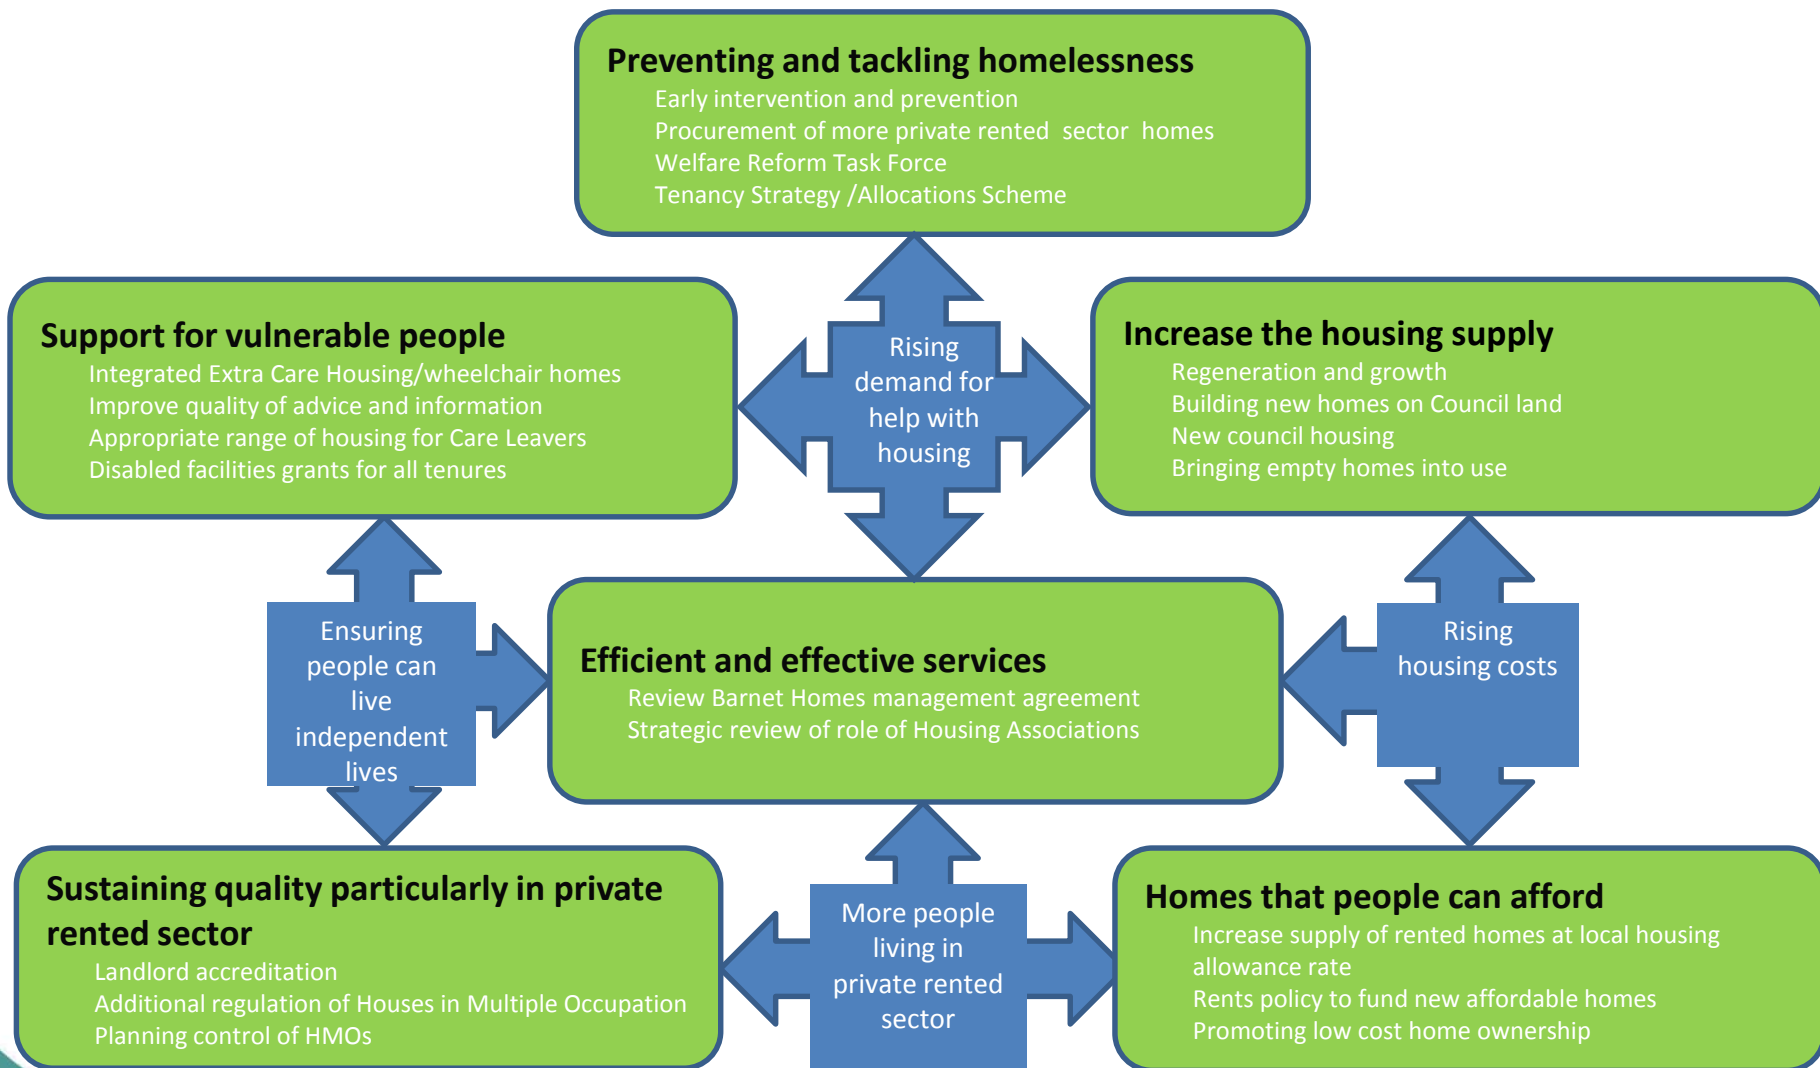 Preventing and tackling homelessness
Early intervention and prevention
Procurement of more private rented sector homes
Welfare Reform Task Force
Tenancy Strategy /Allocations Scheme
Support for vulnerable people
Integrated Extra Care Housing/wheelchair homes
Improve quality of advice and information
Appropriate range of housing for Care Leavers
Disabled facilities grants for all tenures
Rising
demand for
help with
housing
Increase the housing supply
Regeneration and growth
Building new homes on Council land
New council housing
Bringing empty homes into use
Ensuring
people can
live
independent
lives
Efficient and effective services
Review Barnet Homes management agreement
Strategic review of role of Housing Associations
Rising
housing costs
Sustaining quality particularly in private
rented sector
Landlord accreditation
Additional regulation of Houses in Multiple Occupation
Planning control of HMOs
More people
living in
private rented
sector
Homes that people can afford
Increase supply of rented homes at local housing
allowance rate
Rents policy to fund new affordable homes
Promoting low cost home ownership